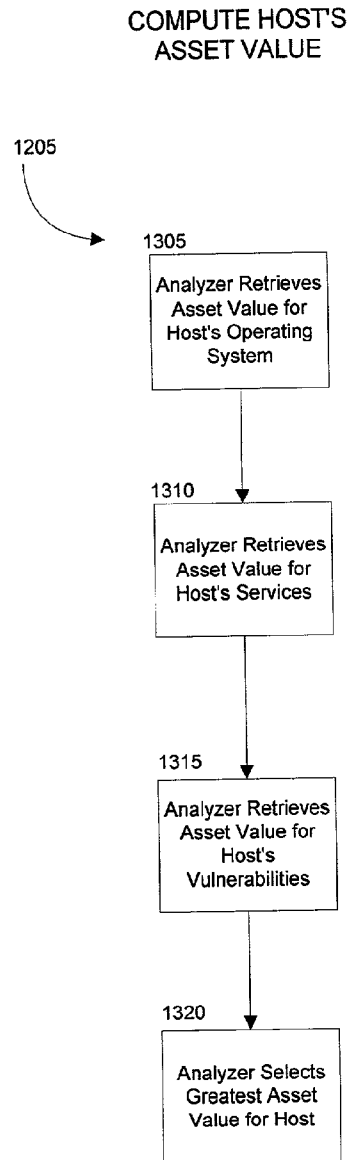 COMPUTE HOST'S
ASSET VALUE
1205
1305
Analyzer Retrieves
Asset Value for
Host's Operating
System
1310
Analyzer Retrieves
Asset Value for
Host's Services
1315
Analyzer Retrieves
Asset Value for
Host's
Vulnerabilities
1320
Analyzer Selects
Greatest Asset
Value for Host